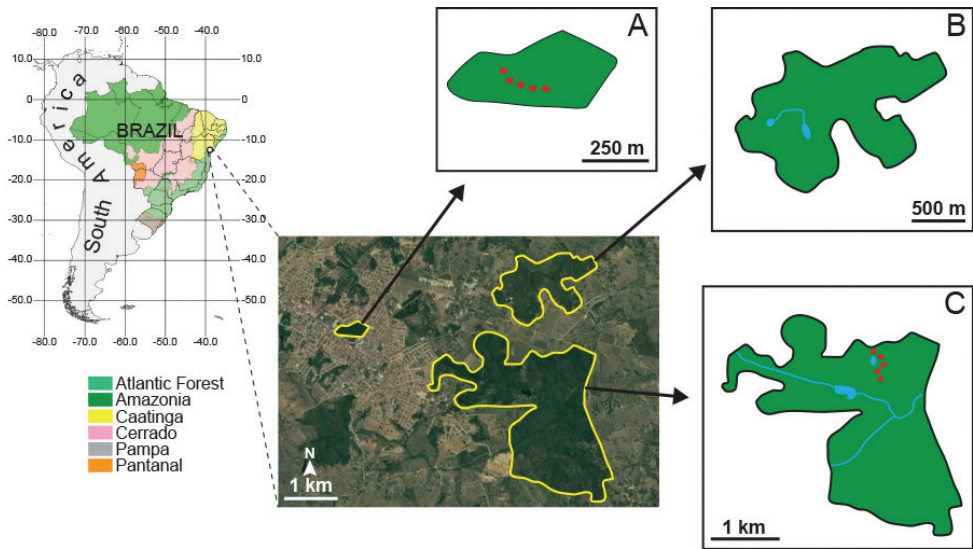 -80.0 -70.0 -60.0 -50.0 -40.0
10.0 10.0
0 0
-10.0 -10.0
-20.0 -20.0
-30.0 -30.0
-40.0 -40.0
-50.0 -50.0
-80.0 -70.0 -60.0 -50.0 -40.0
South America
BRAZIL
Atlantic Forest
Amazonia
Caatinga
Cerrado
Pampa
Pantanal
N
1 km
A
250 m
B
500 m
C
1 km